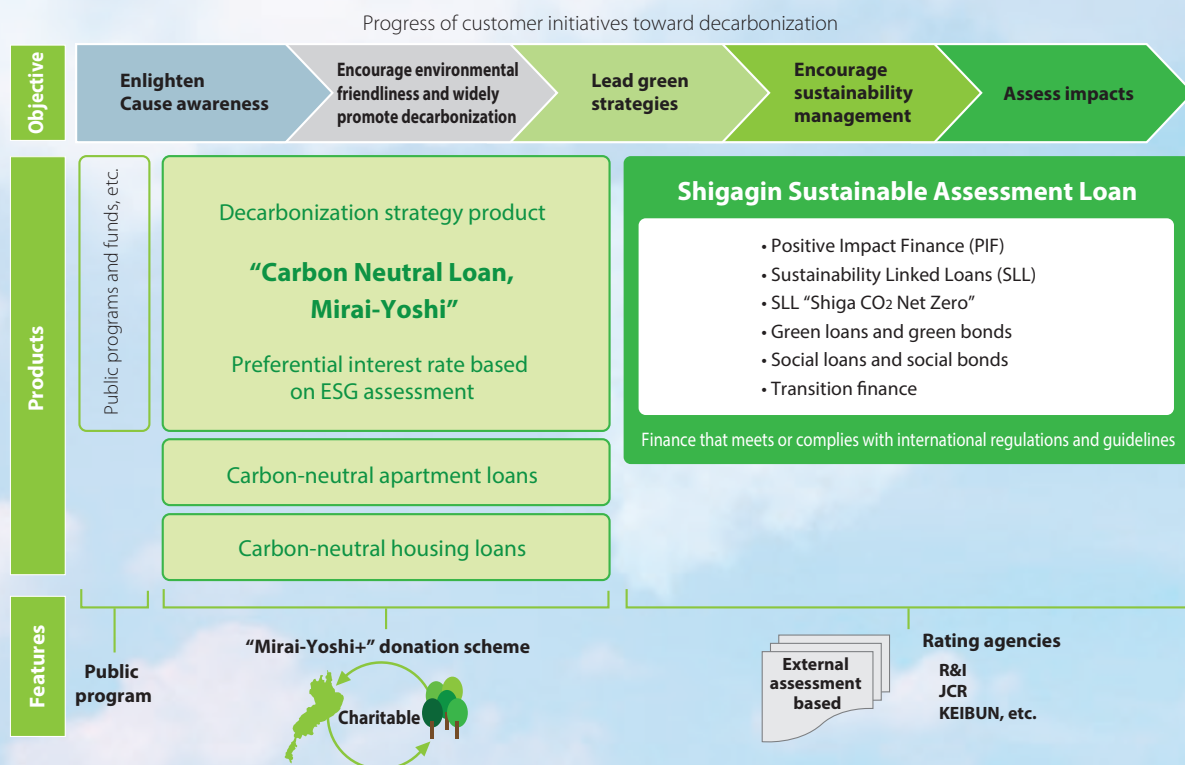 Progress of customer initiatives toward decarbonization
Objective
Enlighten
Cause awareness
Encourage environmental
friendliness and widely
promote decarbonization
Lead green
strategies
Encourage
sustainability
management
Assess impacts
Products
Public programs and funds, etc.
Decarbonization strategy product
“Carbon Neutral Loan,
Mirai-Yoshi”
Preferential interest rate based
on ESG assessment
Carbon-neutral apartment loans
Carbon-neutral housing loans
Shigagin Sustainable Assessment Loan
• Positive Impact Finance (PIF)
• Sustainability Linked Loans (SLL)
• SLL “Shiga CO2 Net Zero”
• Green loans and green bonds
• Social loans and social bonds
• Transition finance
Finance that meets or complies with international regulations and guidelines
Features
Public
program
“Mirai-Yoshi+” donation scheme
Charitable
External
assessment
based
Rating agencies
R&I
JCR
KEIBUN, etc.